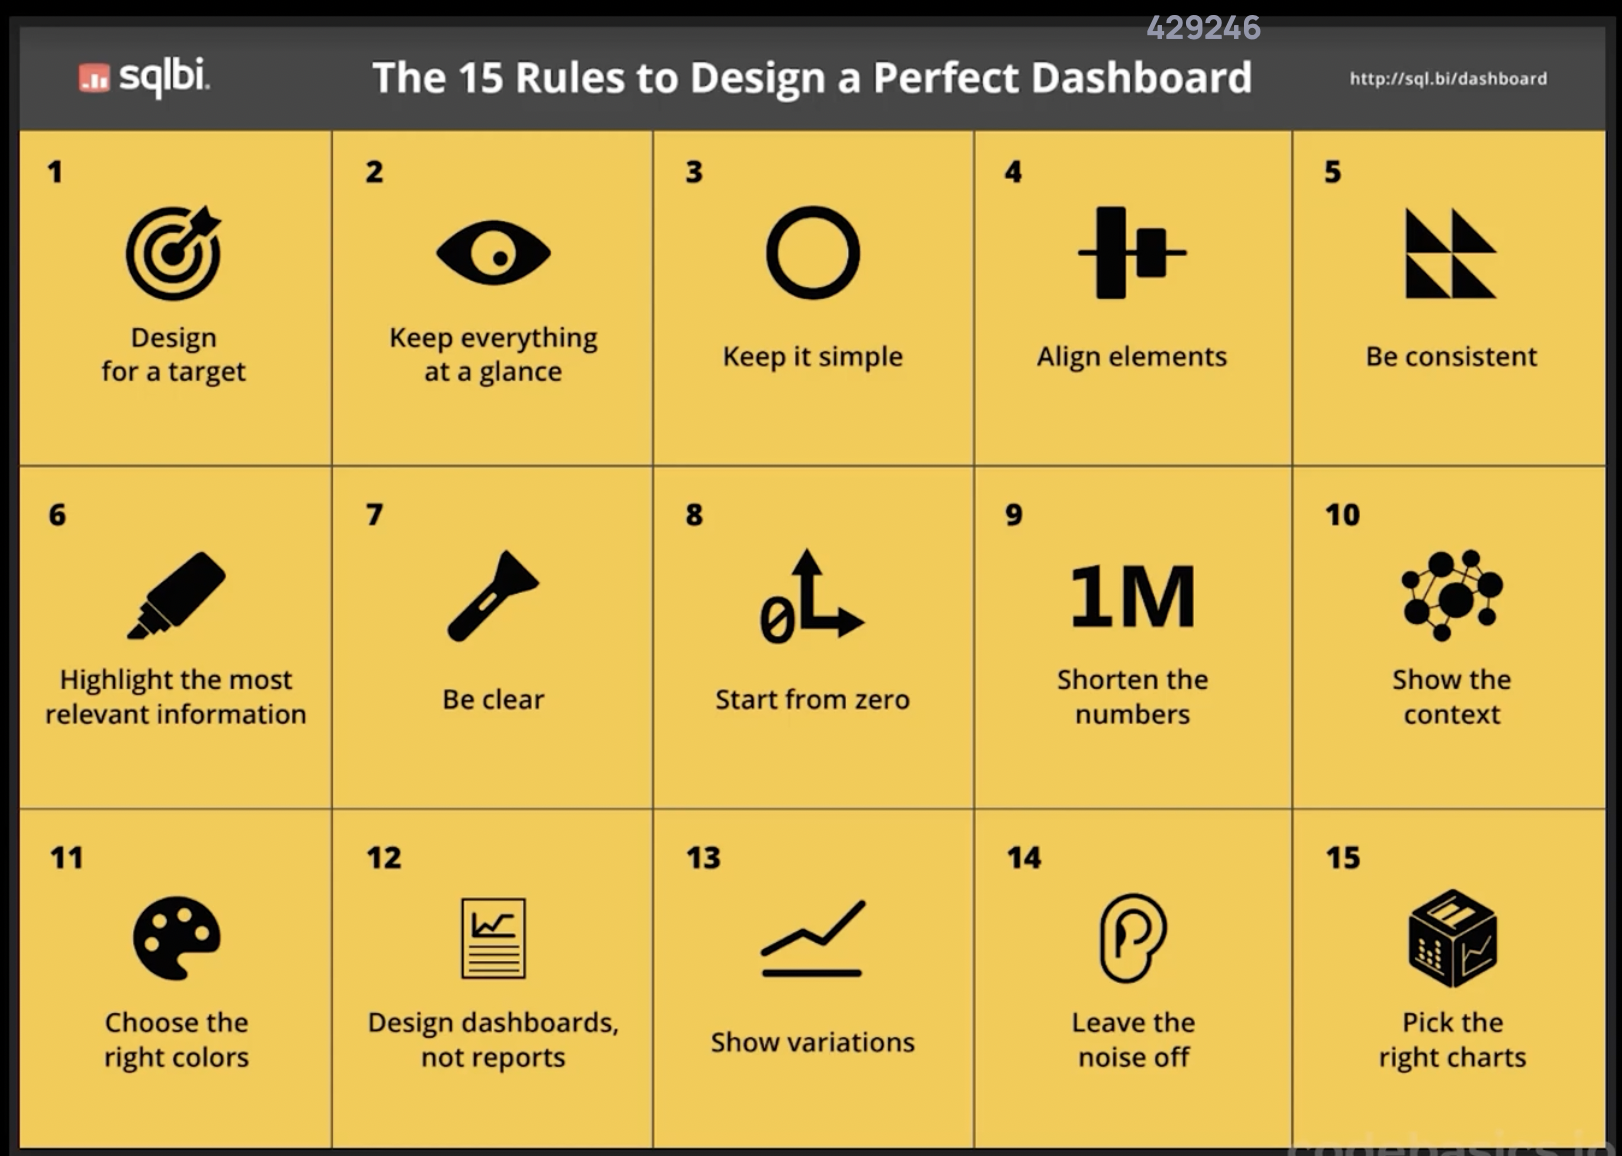 429246
sqlbi.
The 15 Rules to Design a Perfect Dashboard
http://sql.bi/dashboard
1
Design
for a target
2
Keep everything
at a glance
3
Keep it simple
4
Align elements
5
Be consistent
6
Highlight the most
relevant information
7
Be clear
8
0
Start from zero
9
1M
Shorten the
numbers
10
Show the
context
11
Choose the
right colors
12
Design dashboards,
not reports
13
Show variations
14
Leave the
noise off
15
Pick the
right charts
codebasics.io